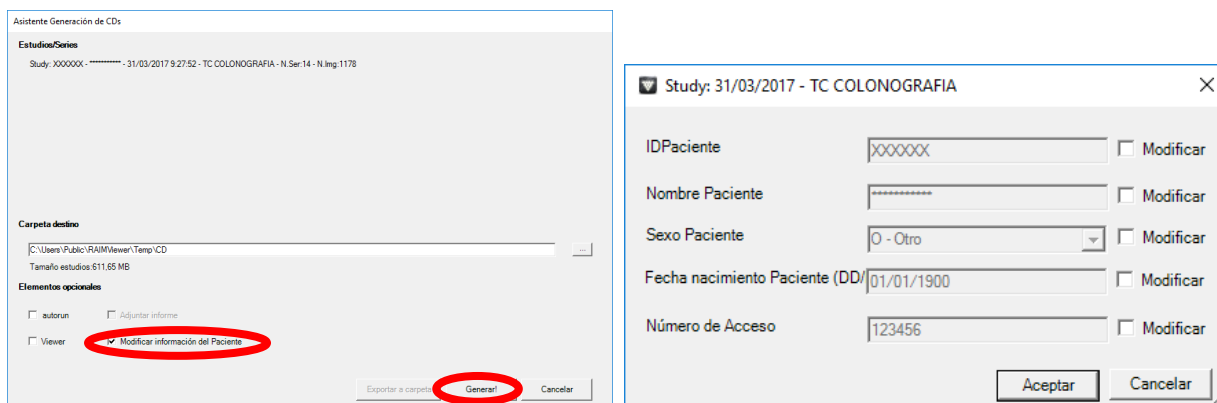 Asistente Generación de CDs
Estudios/Series
Study: XXXXXX - *********** - 31/03/2017 9:27:52 - TC COLONOGRAFIA - N.Ser:14 - N.Img:1178
Carpeta destino
C:\Users\Public\RAIMViewer\Temp\CD
...
Tamaño estudios:611,65 MB
Elementos opcionales
autorun Adjuntar informe
Viewer Modificar información del Paciente
Exportar a carpeta Generar! Cancelar
Study: 31/03/2017 - TC COLONOGRAFIA
IDPaciente XXXXXX Modificar
Nombre Paciente *********** Modificar
Sexo Paciente O - Otro Modificar
Fecha nacimiento Paciente (DD/ 01/01/1900 Modificar
Número de Acceso 123456 Modificar
Aceptar Cancelar